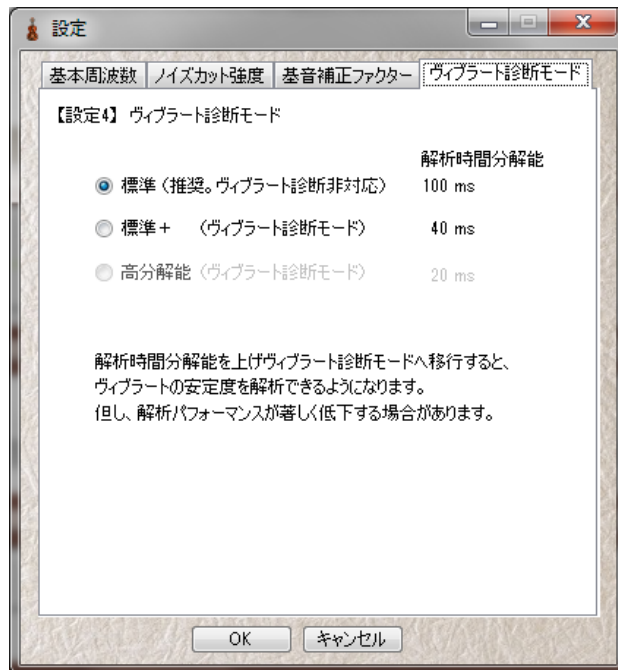 設定
基本周波数 ノイズカット強度 基音補正ファクター ヴィブラート診断モード
【設定4】 ヴィブラート診断モード
解析時間分解能
標準（推奨。ヴィブラート診断非対応） 100 ms
標準＋ （ヴィブラート診断モード） 40 ms
高分解能（ヴィブラート診断モード） 20 ms
解析時間分解能を上げヴィブラート診断モードへ移行すると、
ヴィブラートの安定度を解析できるようになります。
但し、解析パフォーマンスが著しく低下する場合があります。
OK キャンセル